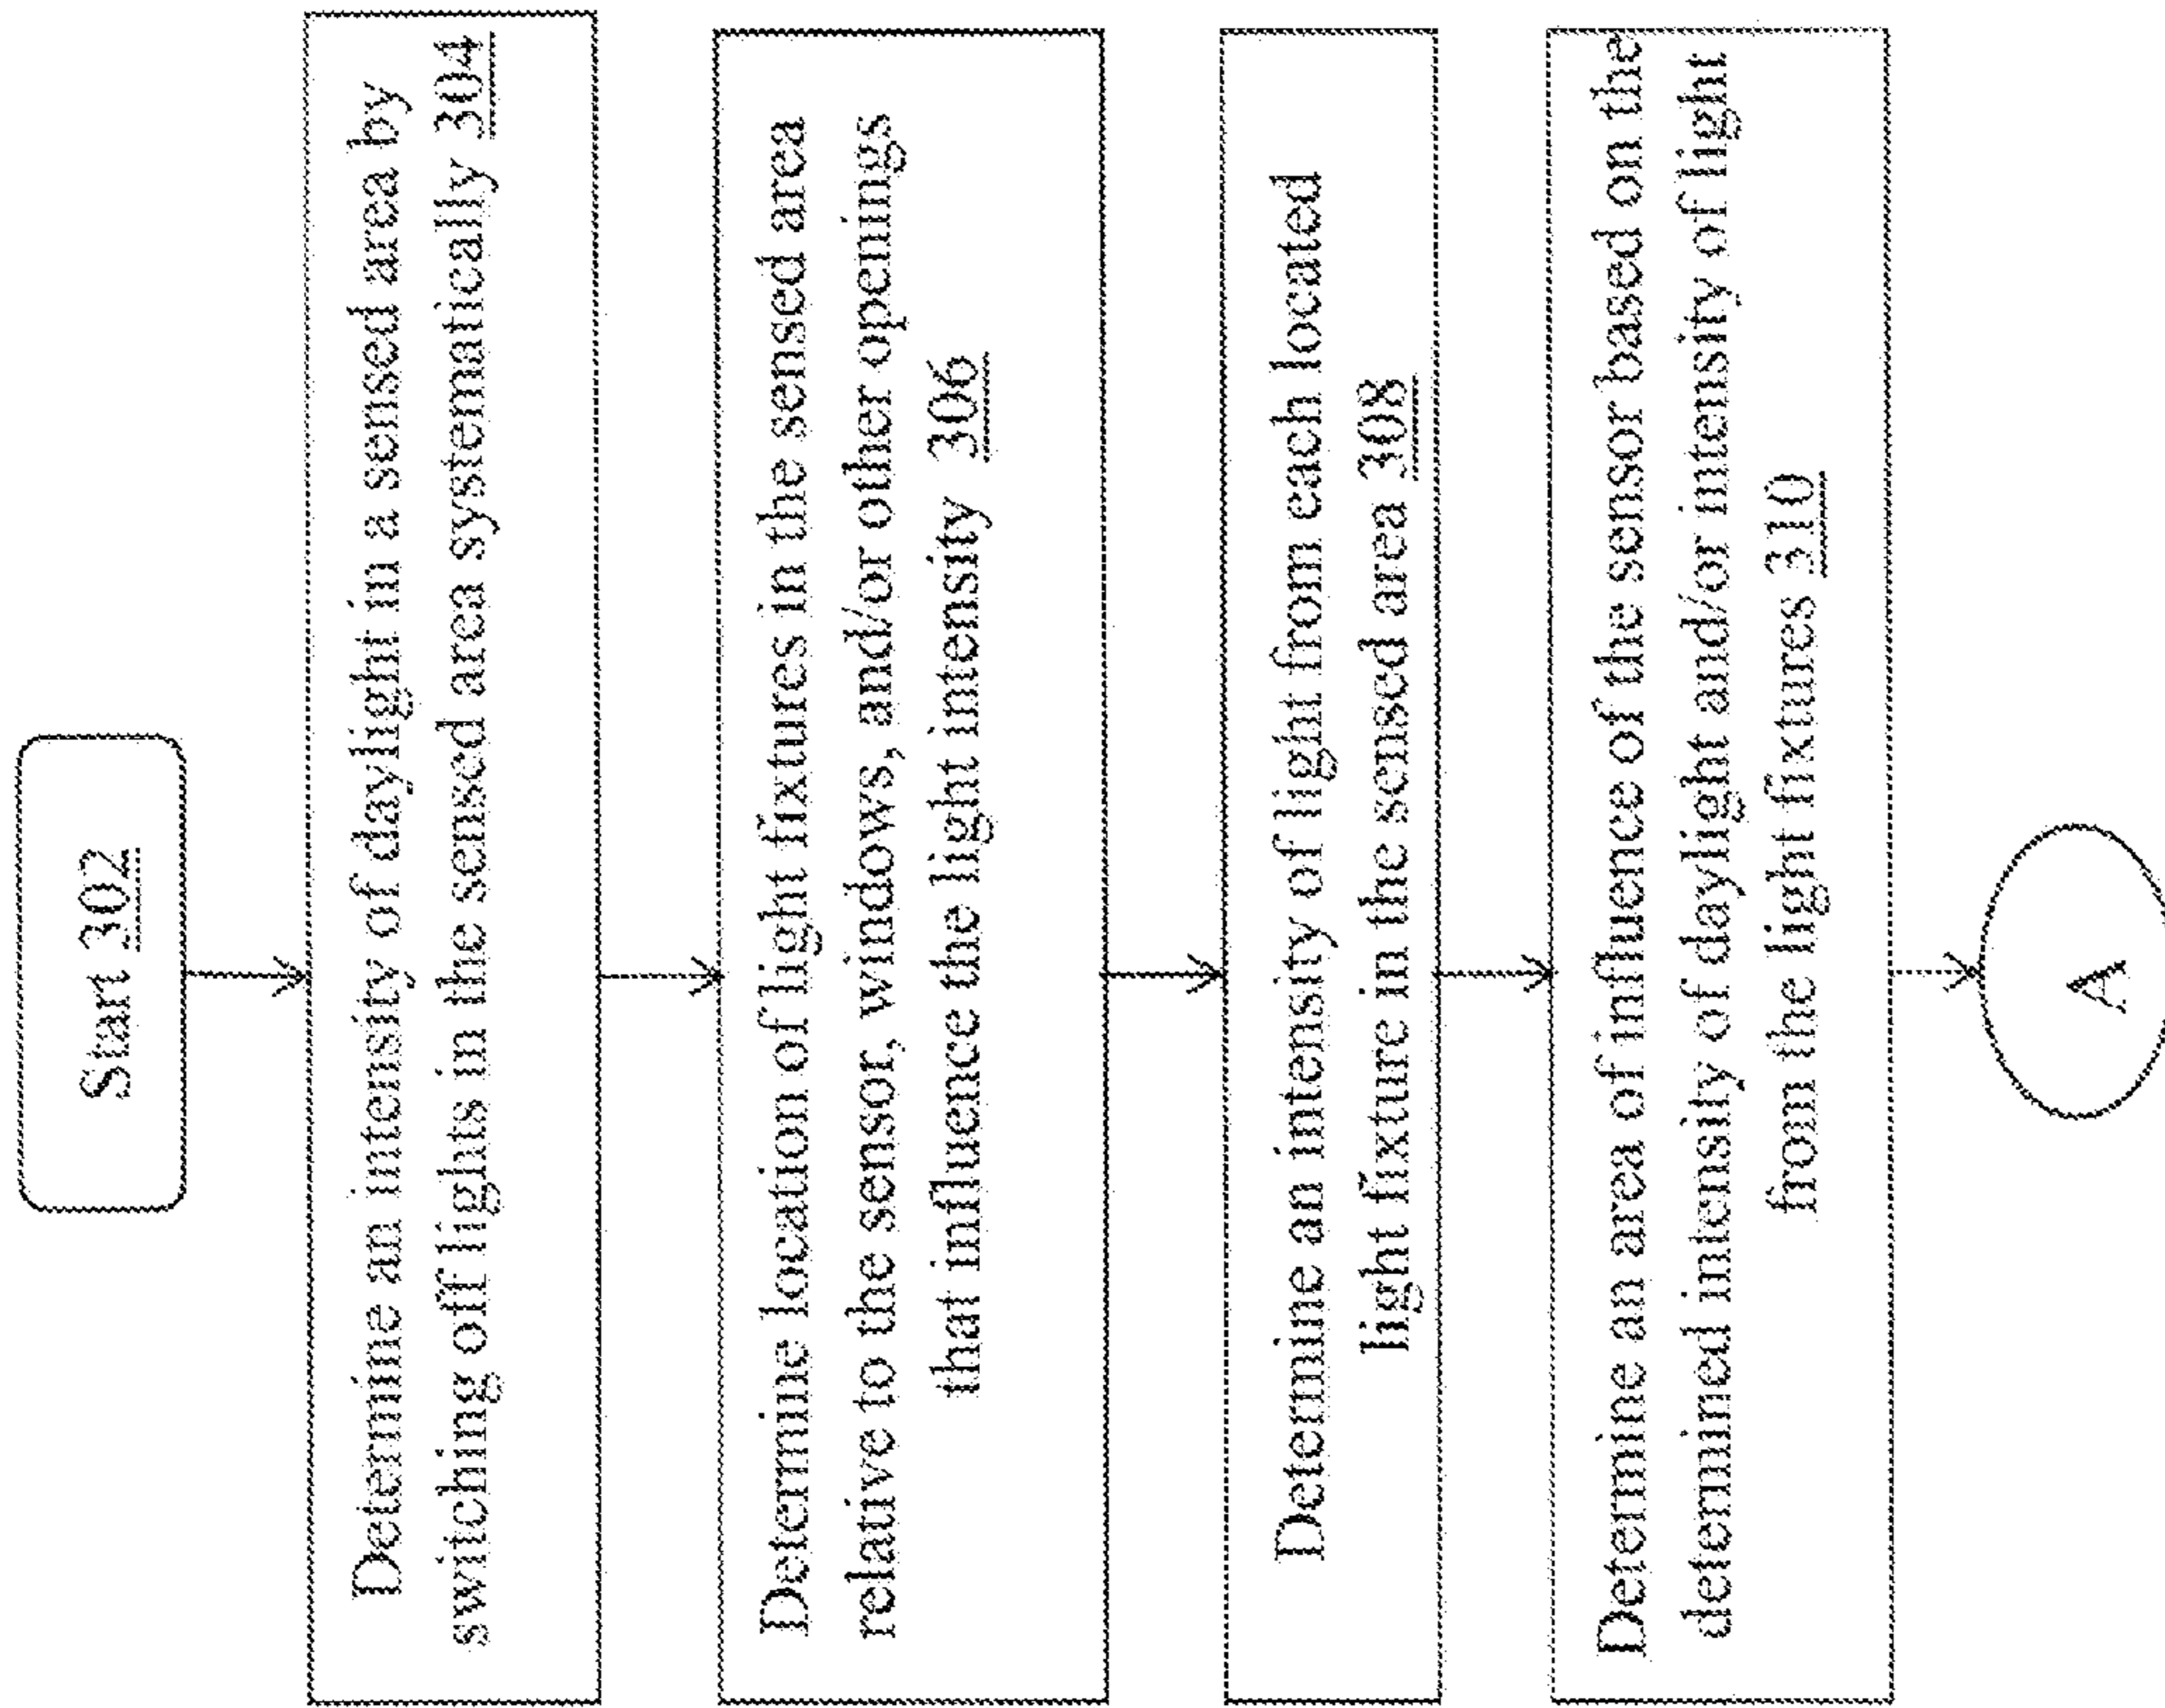 Start 302
Determine an intensity of daylight in a sensed area by
switching off lights in the sensed area systematically 304
Determine location of light fixtures in the sensed area
relative to the sensor, windows, and/or other openings
that influence the light intensity 306
Determine an intensity of light from each located
light fixture in the sensed area 308
Determine an area of influence of the sensor based on the
determined intensity of daylight and/or intensity of light
from the light fixtures 310
A